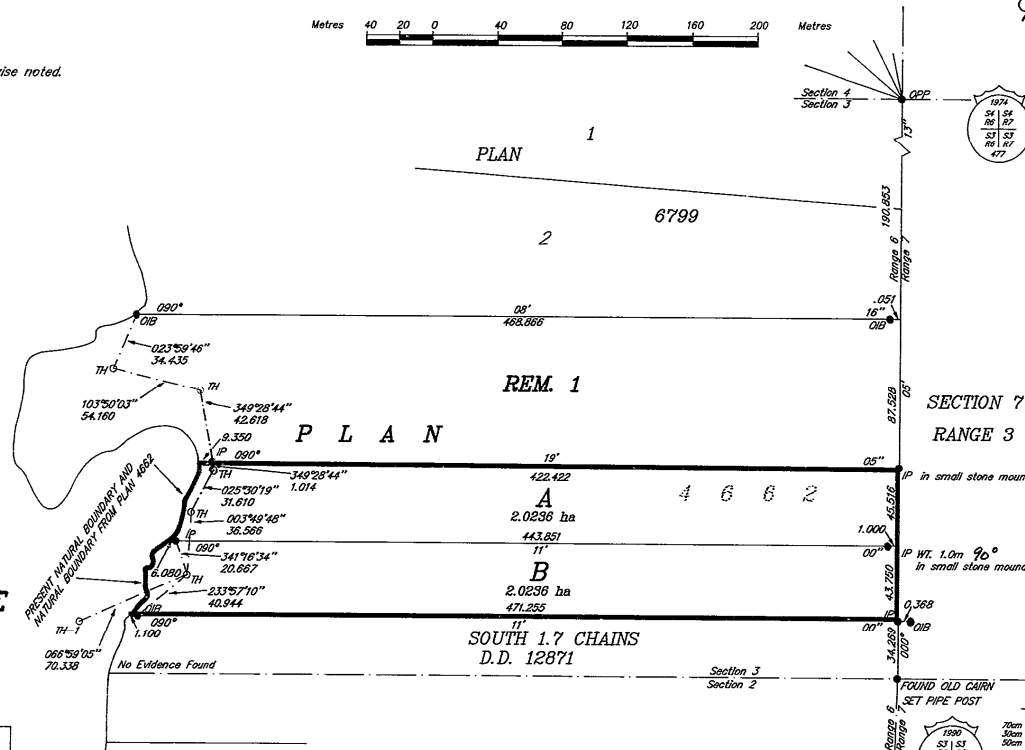 Metres 40 20 0 40 80 120 160 200 Metres
ise noted.
Section 4
Section 3
OPP
1974
S4 S4
R6 R7
S3 S3
R6 R7
477
13"
1
PLAN
6799
190.853
2
Range 6
Range 7
090°
OIB
08'
468.866
.051
16"
OIB
023°59'46"
34.435
TH
TH
103°50'03"
54.160
349°28'44"
42.618
REM. 1
87.528
05'
SECTION 7
RANGE 3
9.350
IP
090°
P L A N
19'
422.422
05"
IP in small stone moun
TH
349°28'44"
1.014
PRESENT NATURAL BOUNDARY AND
NATURAL BOUNDARY FROM PLAN 4662
025°30'19"
31.610
TH
003°49'48"
36.566
A
2.0236 ha
4 6 6 2
45.516
IP
090°
443.851
11'
1.000
00"
IP WT. 1.0m 90°
in small stone mound
6.080
341°16'34"
20.667
TH
B
2.0236 ha
43.750
233°57'10"
40.944
OIB
090°
1.100
471.255
11'
00"
IP
0.368
OIB
TH-1
066°59'05"
70.338
SOUTH 1.7 CHAINS
D.D. 12871
34.269
000°
No Evidence Found
Section 3
Section 2
FOUND OLD CAIRN
SET PIPE POST
Range 6
Range 7
1990
S3 S3
70cm
30cm
50cm